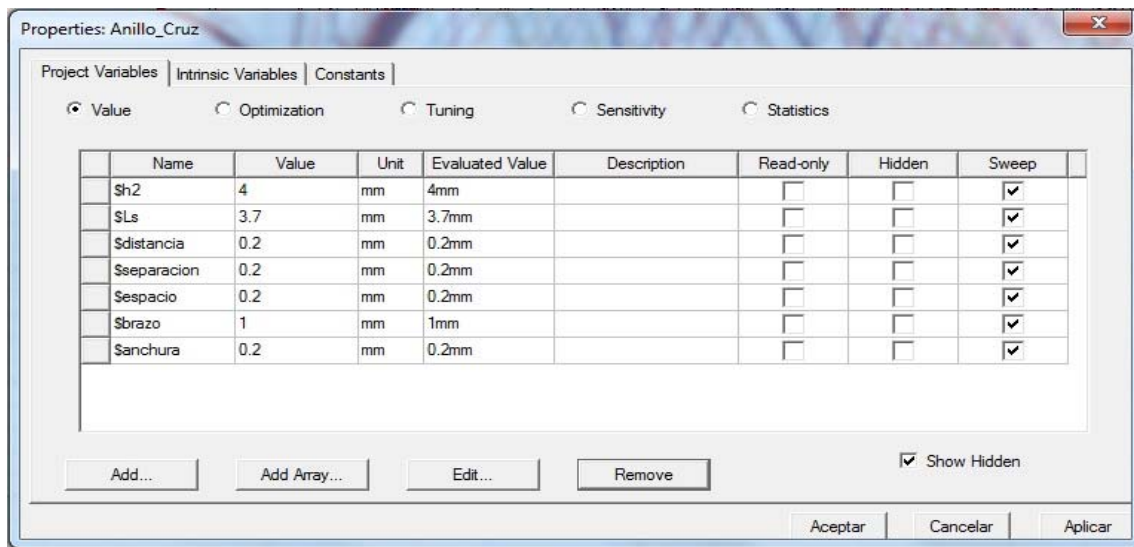 Properties: Anillo_Cruz
Project Variables Intrinsic Variables Constants
Value Optimization Tuning Sensitivity Statistics
Name Value Unit Evaluated Value Description Read-only Hidden Sweep
$h2 4 mm 4mm
$Ls 3.7 mm 3.7mm
$distancia 0.2 mm 0.2mm
$separacion 0.2 mm 0.2mm
$espacio 0.2 mm 0.2mm
$brazo 1 mm 1mm
$anchura 0.2 mm 0.2mm
Show Hidden
Add... Add Array... Edit... Remove
Aceptar Cancelar Aplicar